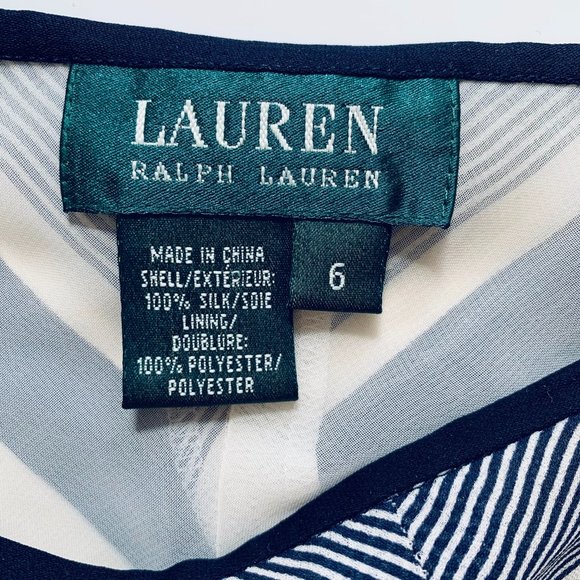 LAUREN
RALPH LAUREN
MADE IN CHINA
SHELL/EXTÉRIEUR:
100% SILK/SOIE
LINING/
DOUBLURE:
100% POLYESTER/
POLYESTER
6